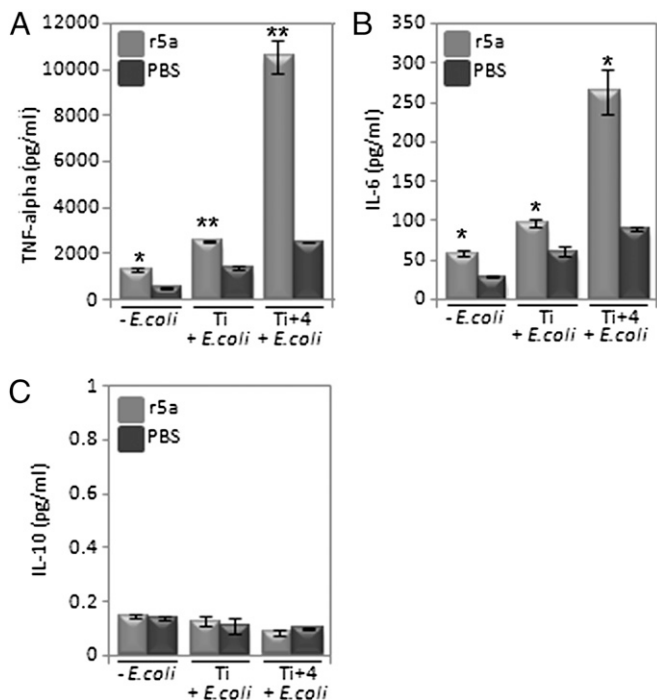 A
r5a
PBS
TNF-alpha (pg/ml)
12000
10000
8000
6000
4000
2000
0
*
**
**
- E.coli
Ti
+ E.coli
Ti+4
+ E.coli
B
r5a
PBS
IL-6 (pg/ml)
350
300
250
200
150
100
50
0
*
*
*
- E.coli
Ti
+ E.coli
Ti+4
+ E.coli
C
r5a
PBS
IL-10 (pg/ml)
1
0.8
0.6
0.4
0.2
0
- E.coli
Ti
+ E.coli
Ti+4
+ E.coli